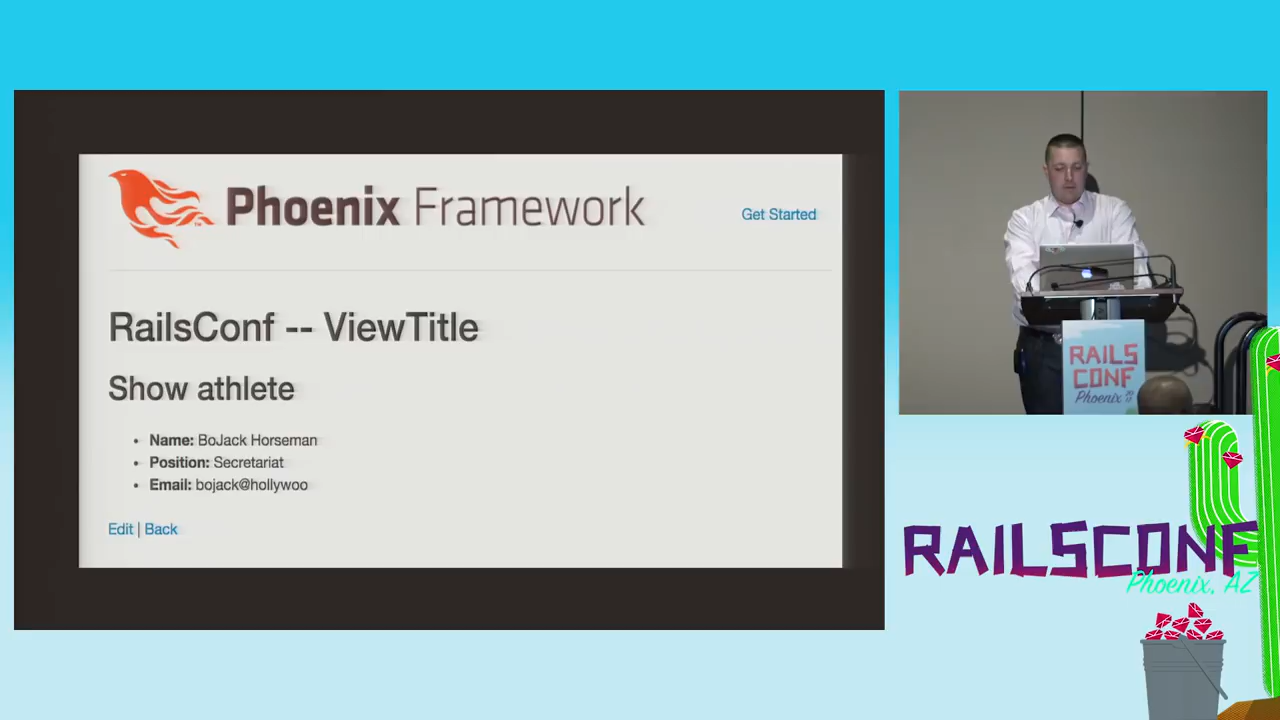 Phoenix Framework
Get Started
RailsConf -- ViewTitle
Show athlete
Name: BoJack Horseman
Position: Secretariat
Email: bojack@hollywoo
Edit | Back
RAILS
CONF
Phoenix 2017
RAILSCONF
Phoenix, AZ